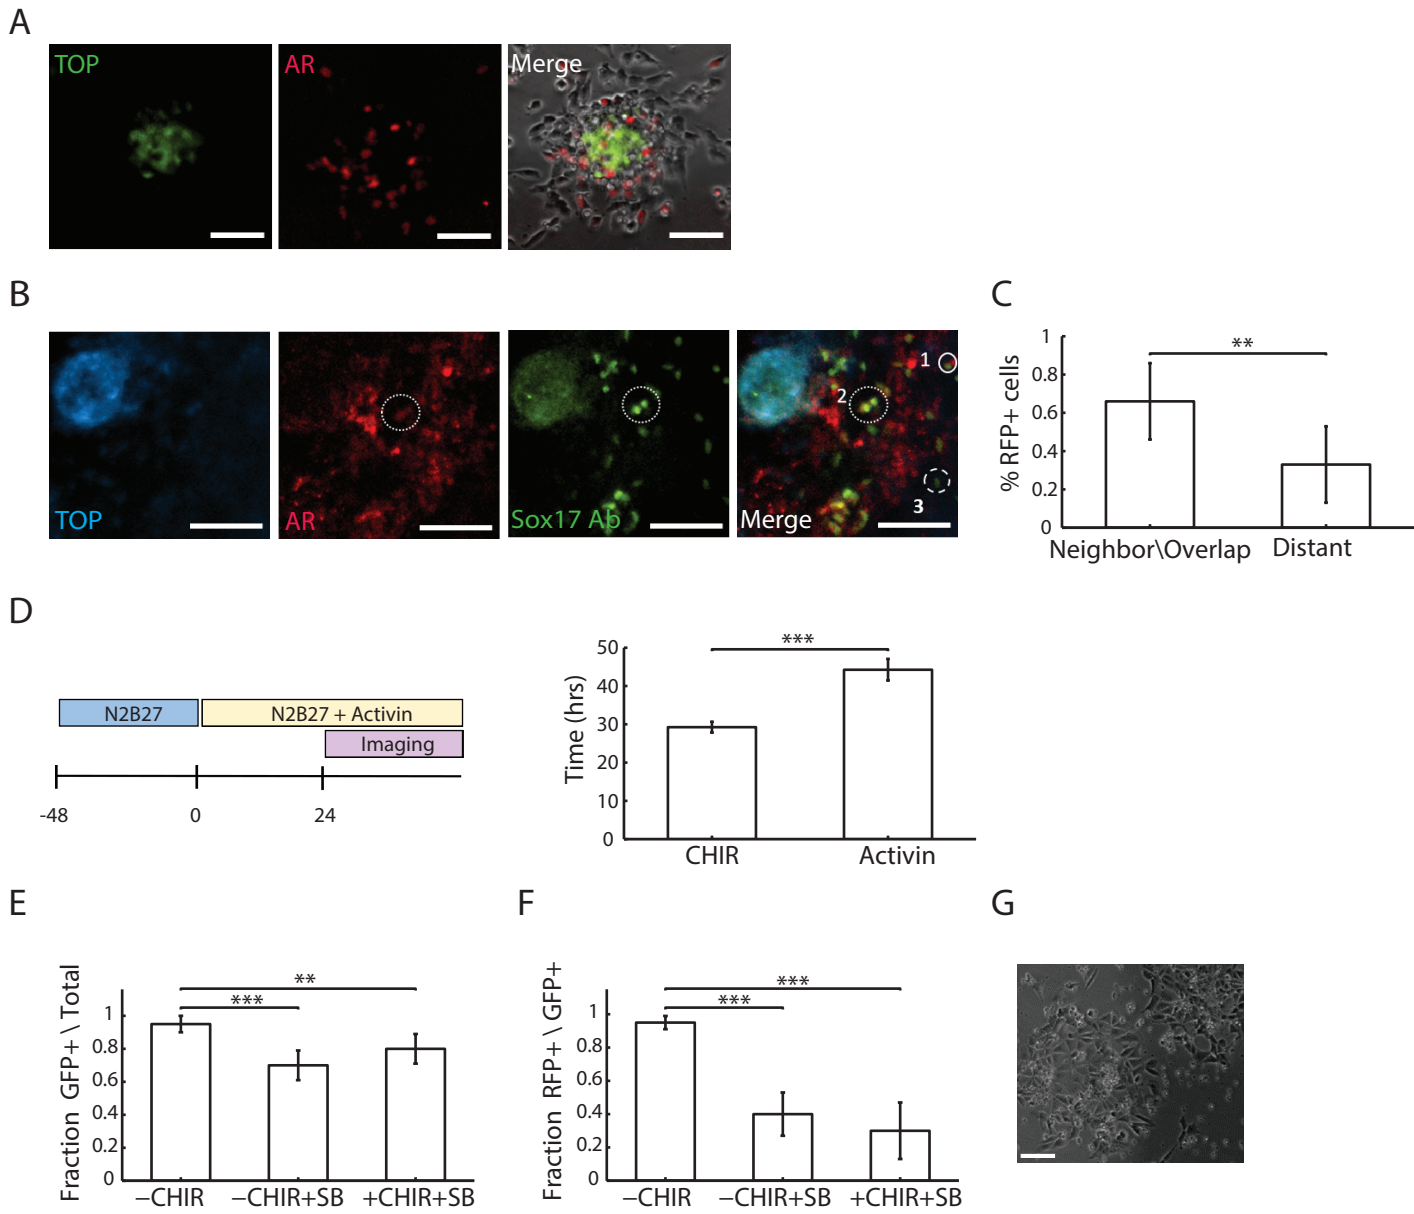 A
TOP
AR
Merge
B
TOP
AR
Sox17 Ab
Merge
1
2
3
C
% RFP+ cells
1
0.8
0.6
0.4
0.2
0
**
Neighbor\Overlap
Distant
D
N2B27
N2B27 + Activin
Imaging
-48
0
24
Time (hrs)
50
40
30
20
10
0
***
CHIR
Activin
E
Fraction GFP+ \ Total
1
0.8
0.6
0.4
0.2
0
**
***
−CHIR
−CHIR+SB
+CHIR+SB
F
Fraction RFP+ \ GFP+
1
0.8
0.6
0.4
0.2
0
***
***
−CHIR
−CHIR+SB
+CHIR+SB
G